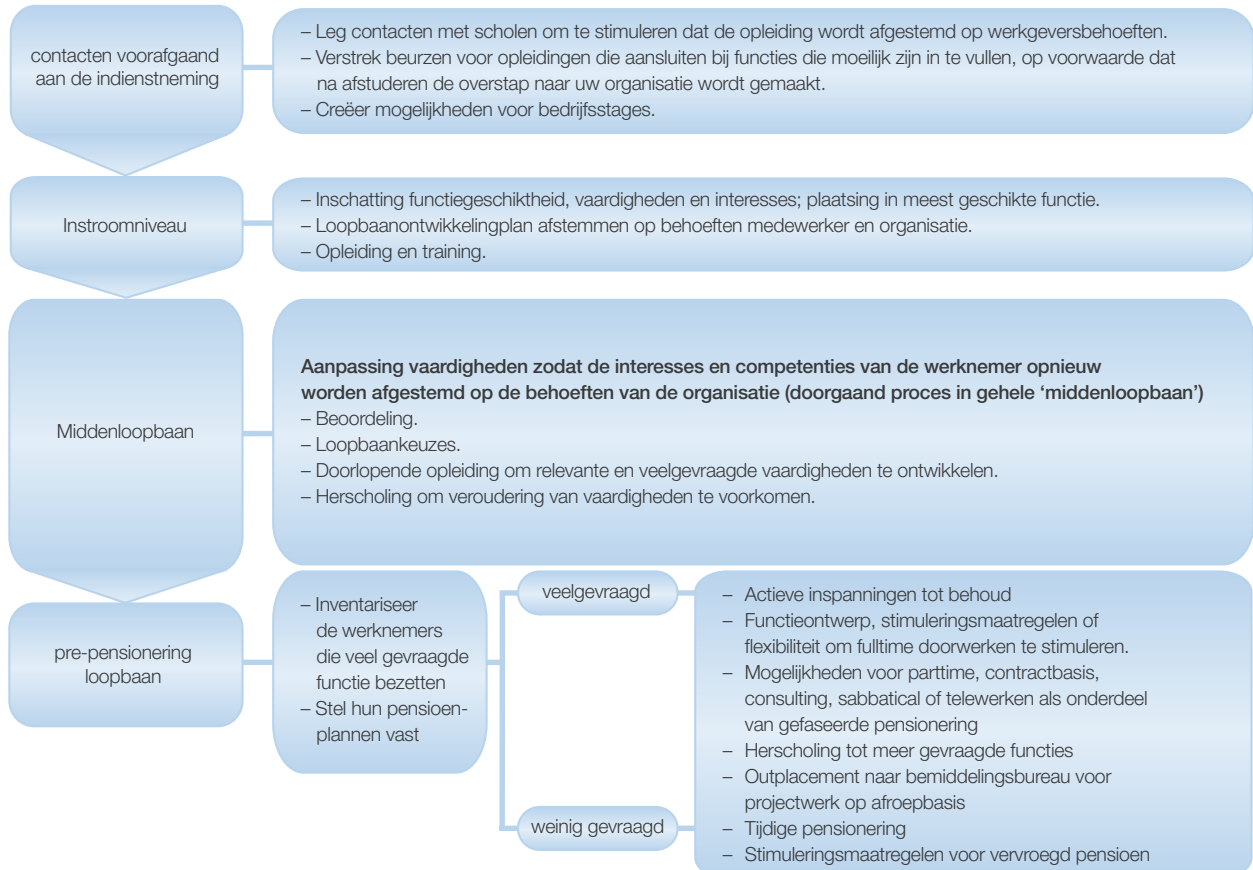 contacten voorafgaand
aan de indienstneming
– Leg contacten met scholen om te stimuleren dat de opleiding wordt afgestemd op werkgeversbehoeften.
– Verstrek beurzen voor opleidingen die aansluiten bij functies die moeilijk zijn in te vullen, op voorwaarde dat
na afstuderen de overstap naar uw organisatie wordt gemaakt.
– Creëer mogelijkheden voor bedrijfsstages.
Instroomniveau
– Inschatting functiegeschiktheid, vaardigheden en interesses; plaatsing in meest geschikte functie.
– Loopbaanontwikkelingplan afstemmen op behoeften medewerker en organisatie.
– Opleiding en training.
Middenloopbaan
Aanpassing vaardigheden zodat de interesses en competenties van de werknemer opnieuw
worden afgestemd op de behoeften van de organisatie (doorgaand proces in gehele ‘middenloopbaan’)
– Beoordeling.
– Loopbaankeuzes.
– Doorlopende opleiding om relevante en veelgevraagde vaardigheden te ontwikkelen.
– Herscholing om veroudering van vaardigheden te voorkomen.
pre-pensionering
loopbaan
– Inventariseer
de werknemers
die veel gevraagde
functie bezetten
– Stel hun pensioen-
plannen vast
veelgevraagd
weinig gevraagd
– Actieve inspanningen tot behoud
– Functieontwerp, stimuleringsmaatregelen of
flexibiliteit om fulltime doorwerken te stimuleren.
– Mogelijkheden voor parttime, contractbasis,
consulting, sabbatical of telewerken als onderdeel
van gefaseerde pensionering
– Herscholing tot meer gevraagde functies
– Outplacement naar bemiddelingsbureau voor
projectwerk op afroepbasis
– Tijdige pensionering
– Stimuleringsmaatregelen voor vervroegd pensioen